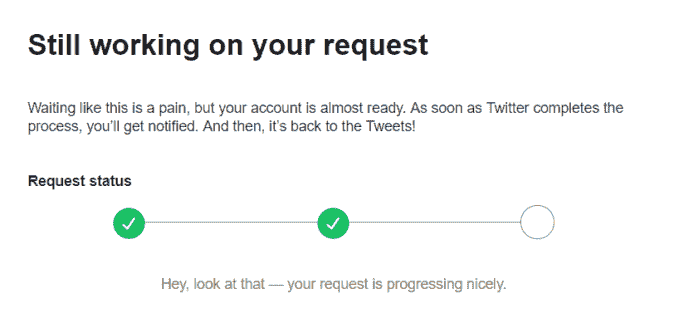 Still working on your request
Waiting like this is a pain, but your account is almost ready. As soon as Twitter completes the
process, you'll get notified. And then, it's back to the Tweets!
Request status
Hey, look at that — your request is progressing nicely.